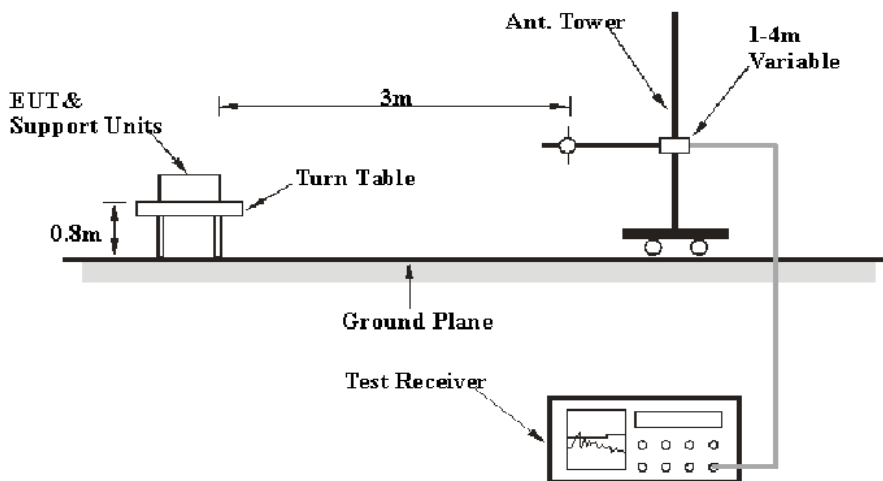 Ant. Tower
1-4m
Variable
3m
EUT&
Support Units
Turn Table
0.8m
Ground Plane
Test Receiver